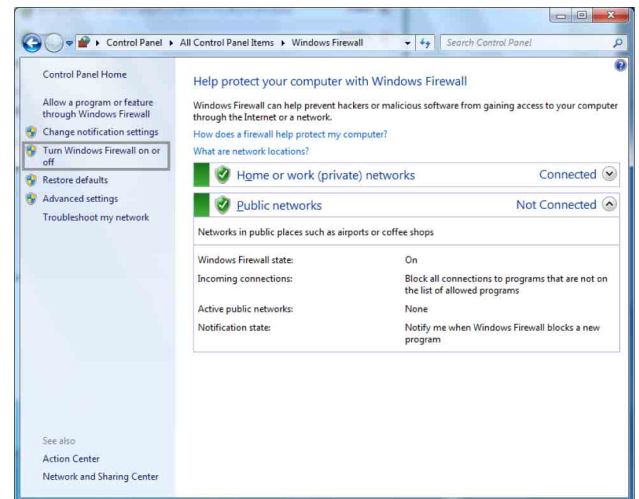 Control Panel ▸ All Control Panel Items ▸ Windows Firewall
Search Control Panel
Control Panel Home
Allow a program or feature
through Windows Firewall
Change notification settings
Turn Windows Firewall on or
off
Restore defaults
Advanced settings
Troubleshoot my network
See also
Action Center
Network and Sharing Center
Help protect your computer with Windows Firewall
Windows Firewall can help prevent hackers or malicious software from gaining access to your computer
through the Internet or a network.
How does a firewall help protect my computer?
What are network locations?
Home or work (private) networks Connected
Public networks Not Connected
Networks in public places such as airports or coffee shops
Windows Firewall state: On
Incoming connections: Block all connections to programs that are not on
the list of allowed programs
Active public networks: None
Notification state: Notify me when Windows Firewall blocks a new
program